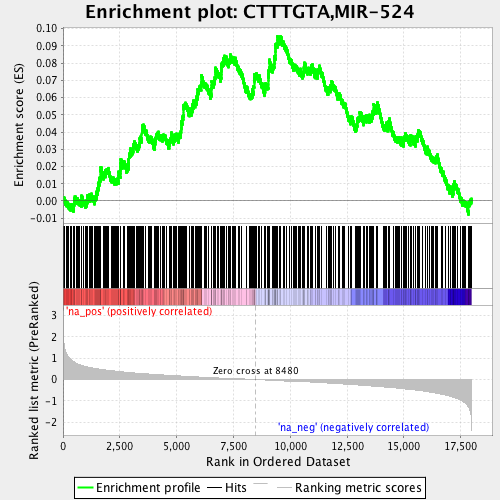 Enrichment plot: CTTTGTA,MIR-524
Enrichment score (ES)
0.10
0.09
0.08
0.07
0.06
0.05
0.04
0.03
0.02
0.01
0.00
-0.01
'na_pos' (positively correlated)
Ranked list metric (PreRanked)
3
2
1
0
-1
-2
Zero cross at 8480
'na_neg' (negatively correlated)
0
2,500
5,000
7,500
10,000
12,500
15,000
17,500
Rank in Ordered Dataset
Enrichment profile
Hits
Ranking metric scores